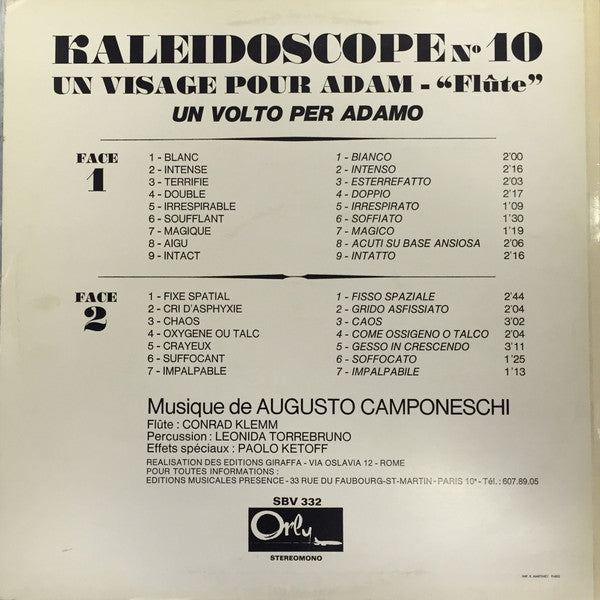 KALEIDOSCOPE Nº 10
UN VISAGE POUR ADAM - “Flûte”
UN VOLTO PER ADAMO
FACE 1
1 - BLANC 1 - BIANCO 2'00
2 - INTENSE 2 - INTENSO 2'16
3 - TERRIFIE 3 - ESTERREFATTO 2'03
4 - DOUBLE 4 - DOPPIO 2'17
5 - IRRESPIRABLE 5 - IRRESPIRATO 1'09
6 - SOUFFLANT 6 - SOFFIATO 1'30
7 - MAGIQUE 7 - MAGICO 1'19
8 - AIGU 8 - ACUTI SU BASE ANSIOSA 2'06
9 - INTACT 9 - INTATTO 2'16
FACE 2
1 - FIXE SPATIAL 1 - FISSO SPAZIALE 2'44
2 - CRI D'ASPHYXIE 2 - GRIDO ASFISSIATO 2'04
3 - CHAOS 3 - CAOS 3'02
4 - OXYGENE OU TALC 4 - COME OSSIGENO O TALCO 2'04
5 - CRAYEUX 5 - GESSO IN CRESCENDO 3'11
6 - SUFFOCANT 6 - SOFFOCATO 1'25
7 - IMPALPABLE 7 - IMPALPABILE 1'13
Musique de AUGUSTO CAMPONESCHI
Flûte : CONRAD KLEMM
Percussion : LEONIDA TORREBRUNO
Effets spéciaux : PAOLO KETOFF
REALISATION DES EDITIONS GIRAFFA - VIA OSLAVIA 12 - ROME
POUR TOUTES INFORMATIONS :
EDITIONS MUSICALES PRESENCE - 33 RUE DU FAUBOURG-ST-MARTIN - PARIS 10e - Tél. : 607.89.05
SBV 332
Orly
STEREOMONO